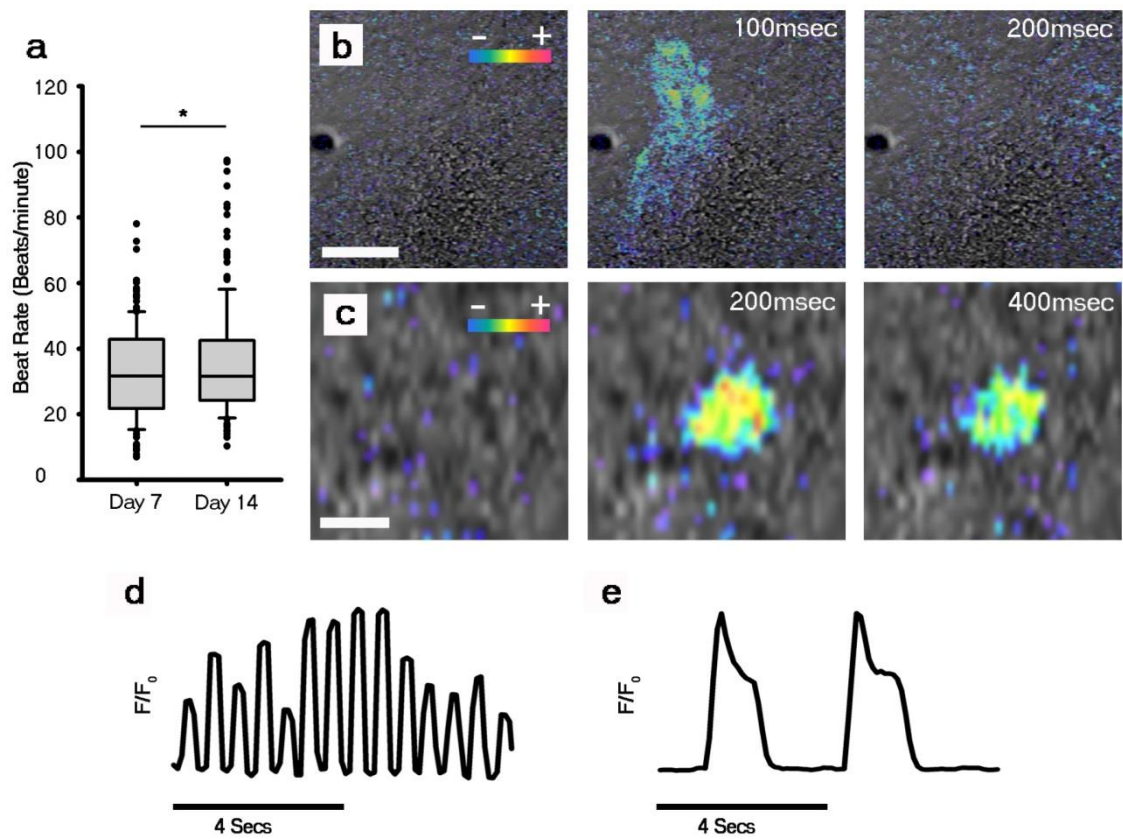 a
Beat Rate (Beats/minute)
120
100
80
60
40
20
0
*
Day 7 Day 14
b
- +
100msec
200msec
c
- +
200msec
400msec
d
F/F0
4 Secs
e
F/F0
4 Secs